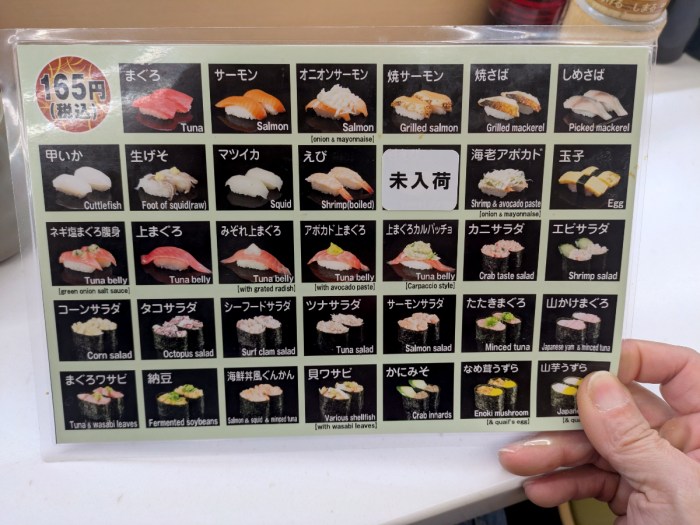 165円
(税込)
まぐろ
Tuna
サーモン
Salmon
オニオンサーモン
Salmon
[onion & mayonnaise]
焼サーモン
Grilled salmon
焼さば
Grilled mackerel
しめさば
Picked mackerel
甲いか
Cuttlefish
生げそ
Foot of squid(raw)
マツイカ
Squid
えび
Shrimp(boiled)
未入荷
海老アボカド
Shrimp & avocado paste
[onion & mayonnaise]
玉子
Egg
ネギ塩まぐろ腹身
Tuna belly
[green onion salt sauce]
上まぐろ
Tuna belly
みぞれ上まぐろ
Tuna belly
[with grated radish]
アボカド上まぐろ
Tuna belly
[with avocado paste]
上まぐろカルパッチョ
Tuna belly
[Carpaccio style]
カニサラダ
Crab taste salad
エビサラダ
Shrimp salad
コーンサラダ
Corn salad
タコサラダ
Octopus salad
シーフードサラダ
Surf clam salad
ツナサラダ
Tuna salad
サーモンサラダ
Salmon salad
たたきまぐろ
Minced tuna
山かけまぐろ
Japanese yam & minced tuna
まぐろワサビ
Tuna's wasabi leaves
納豆
Fermented soybeans
海鮮丼風ぐんかん
Salmon & squid & minced tuna
貝ワサビ
Various shellfish
[with wasabi leaves]
かにみそ
Crab innards
なめ茸うずら
Enoki mushroom
[& quail's egg]
山芋うずら